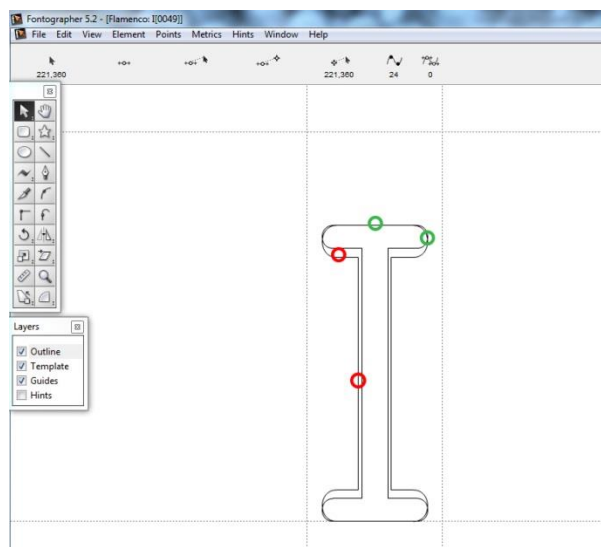 Fontographer 5.2 - [Flamenco: I[0049]]
File Edit View Element Points Metrics Hints Window Help
221,360 221,360 24 0
Layers
Outline
Template
Guides
Hints